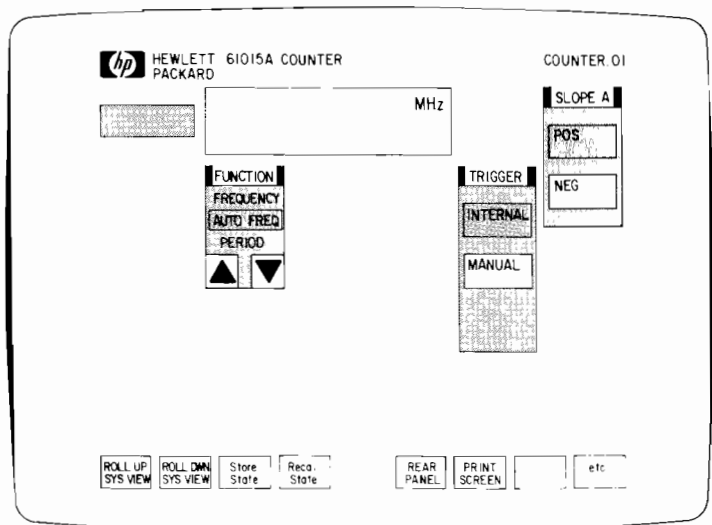 hp HEWLETT 61015A COUNTER
PACKARD
COUNTER.01
MHz
SLOPE A
POS
NEG
FUNCTION
FREQUENCY
AUTO FREQ
PERIOD
TRIGGER
INTERNAL
MANUAL
ROLL UP
SYS VIEW
ROLL DWN
SYS VIEW
Store
State
State
REAR
PANEL
PRINT
SCREEN
etc